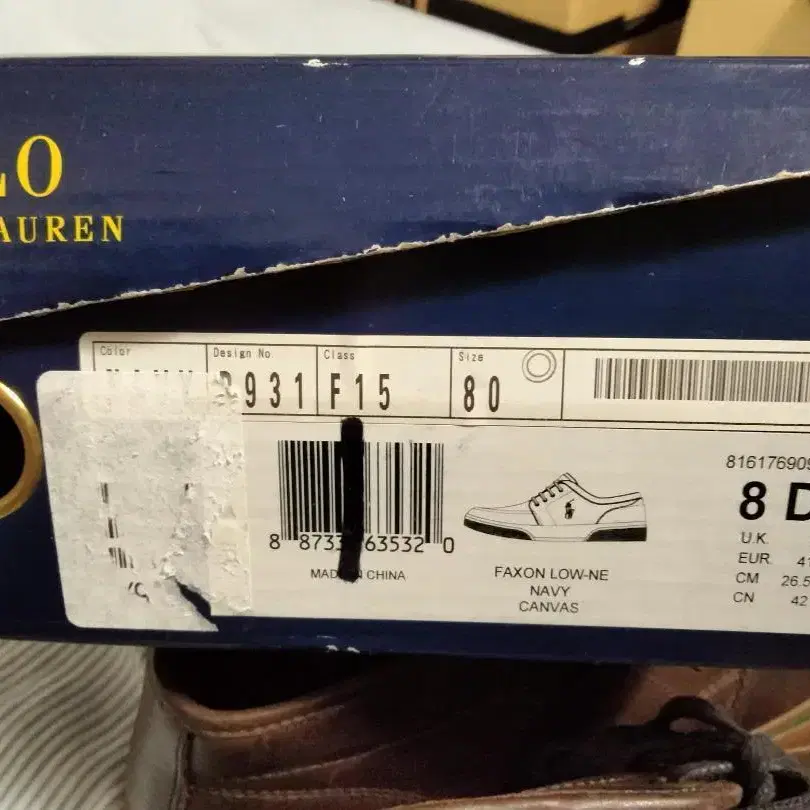 LO
AUREN
Color
Design No
Class
Size
931
F15
80
816176909
8 D
8 8733 63532 0
U.K.
EUR 41
CM 26.5
CN 42
MADE IN CHINA
FAXON LOW-NE
NAVY
CANVAS